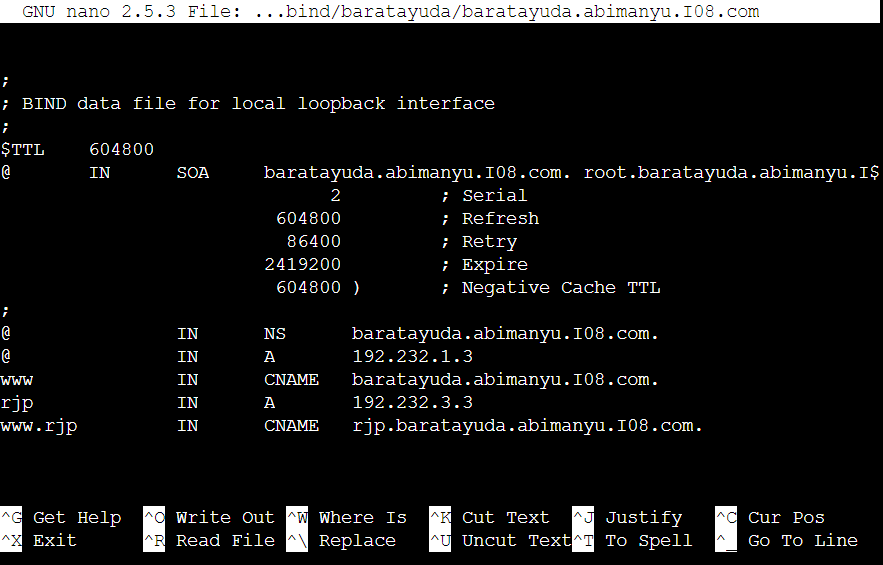 GNU nano 2.5.3 File: ...bind/baratayuda/baratayuda.abimanyu.I08.com
;
; BIND data file for local loopback interface
;
$TTL    604800
@       IN      SOA     baratayuda.abimanyu.I08.com. root.baratayuda.abimanyu.I$
                              2         ; Serial
                         604800         ; Refresh
                          86400         ; Retry
                        2419200         ; Expire
                         604800 )       ; Negative Cache TTL
;
@               IN      NS      baratayuda.abimanyu.I08.com.
@               IN      A       192.232.1.3
www             IN      CNAME   baratayuda.abimanyu.I08.com.
rjp             IN      A       192.232.3.3
www.rjp         IN      CNAME   rjp.baratayuda.abimanyu.I08.com.
^G Get Help  ^O Write Out ^W Where Is  ^K Cut Text  ^J Justify   ^C Cur Pos
^X Exit      ^R Read File ^\ Replace   ^U Uncut Text^T To Spell  ^_ Go To Line